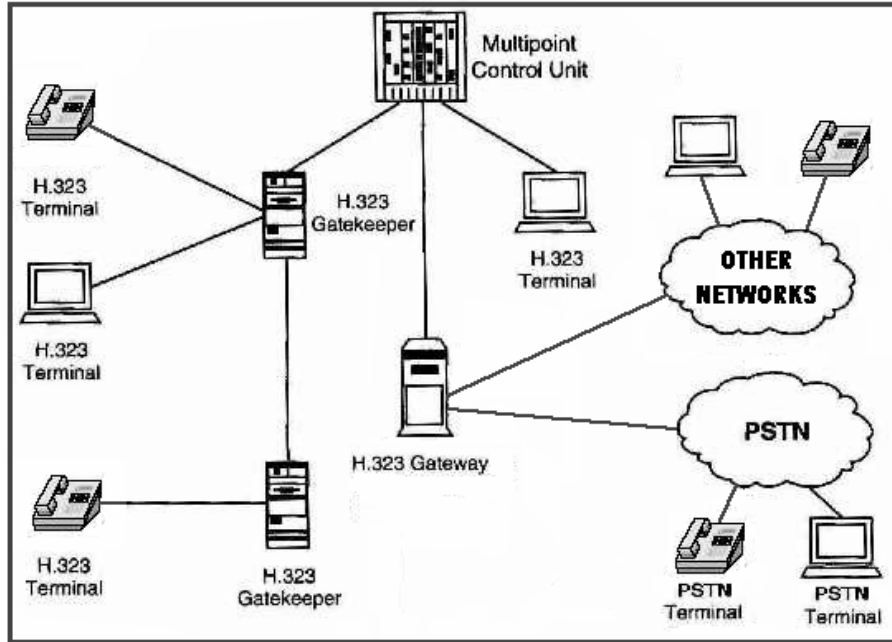 Multipoint
Control Unit
H.323
Terminal
H.323
Gatekeeper
H.323
Terminal
OTHER
NETWORKS
H.323
Terminal
H.323 Gateway
PSTN
H.323
Terminal
H.323
Gatekeeper
PSTN
Terminal
PSTN
Terminal